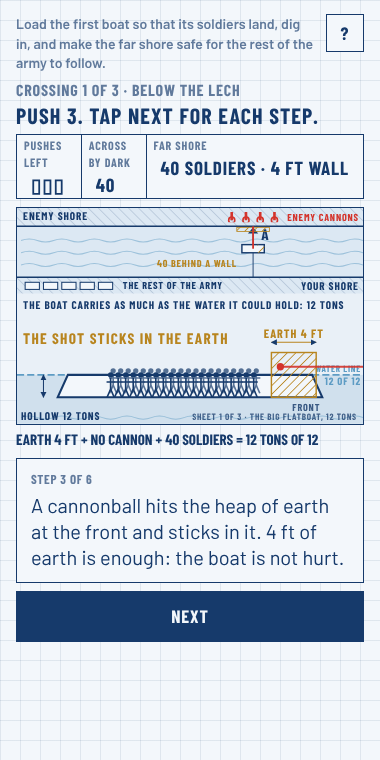 Load the first boat so that its soldiers land, dig
in, and make the far shore safe for the rest of the
army to follow.
?
CROSSING 1 OF 3 · BELOW THE LECH
PUSH 3. TAP NEXT FOR EACH STEP.
PUSHES
LEFT
ACROSS
BY DARK
40
FAR SHORE
40 SOLDIERS · 4 FT WALL
ENEMY SHORE
ENEMY CANNONS
A
40 BEHIND A WALL
THE REST OF THE ARMY
YOUR SHORE
THE BOAT CARRIES AS MUCH AS THE WATER IT COULD HOLD: 12 TONS
THE SHOT STICKS IN THE EARTH
EARTH 4 FT
WATER LINE
12 OF 12
FRONT
HOLLOW 12 TONS
SHEET 1 OF 3 · THE BIG FLATBOAT, 12 TONS
EARTH 4 FT + NO CANNON + 40 SOLDIERS = 12 TONS OF 12
STEP 3 OF 6
A cannonball hits the heap of earth
at the front and sticks in it. 4 ft of
earth is enough: the boat is not hurt.
NEXT